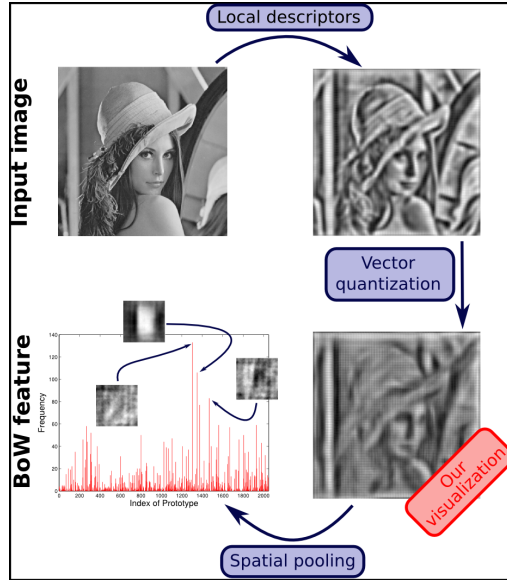 Local descriptors
Input image
Vector
quantization
BoW feature
Frequency
140
120
100
80
60
40
20
0
0 200 400 600 800 1000 1200 1400 1600 1800 2000
Index of Prototype
Our
visualization
Spatial pooling